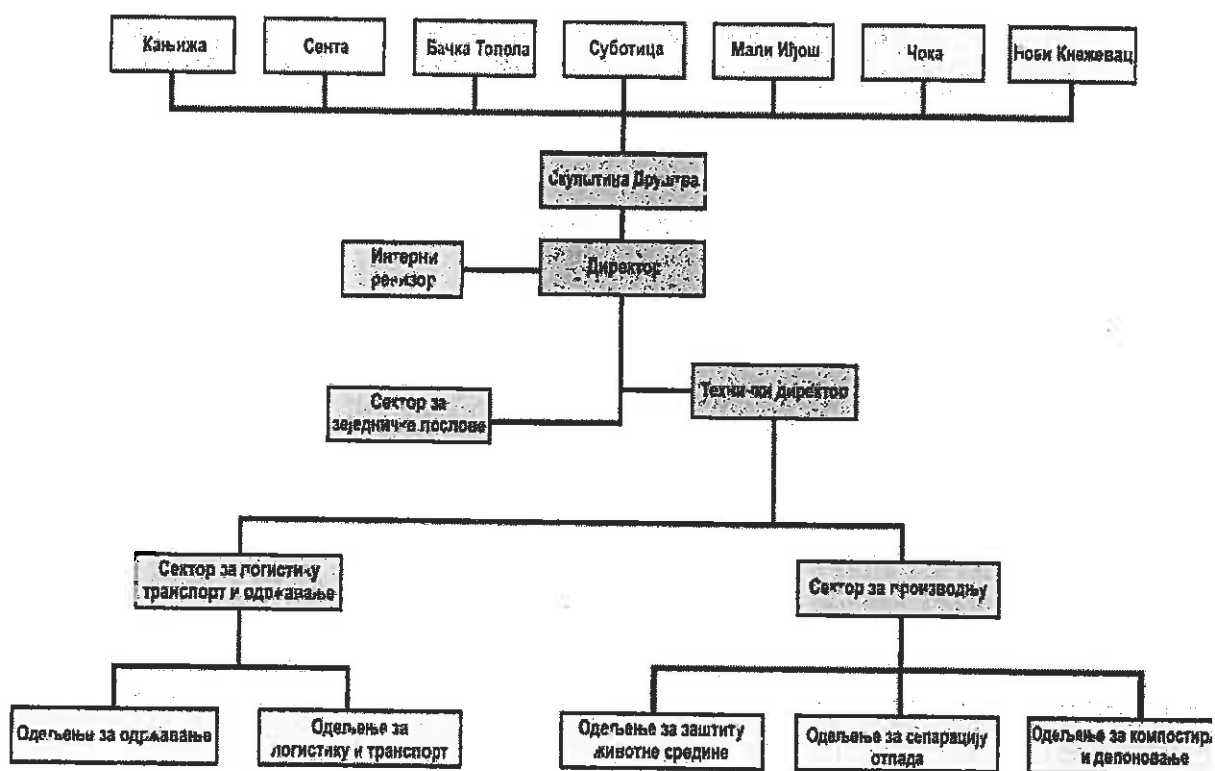 Кањижа
Сента
Бачка Топола
Суботица
Мали Иђош
Чока
Нови Кнежевац
Скупштина Друштва
Интерни
ревизор
Директор
Сектор за
заједничке послове
Технички директор
Сектор за логистику
транспорт и одржавање
Сектор за производњу
Одељење за одржавање
Одељење за
логистику и транспорт
Одељење за заштиту
животне средине
Одељење за сепарацију
отпада
Одељење за компостирањ
и депоновање